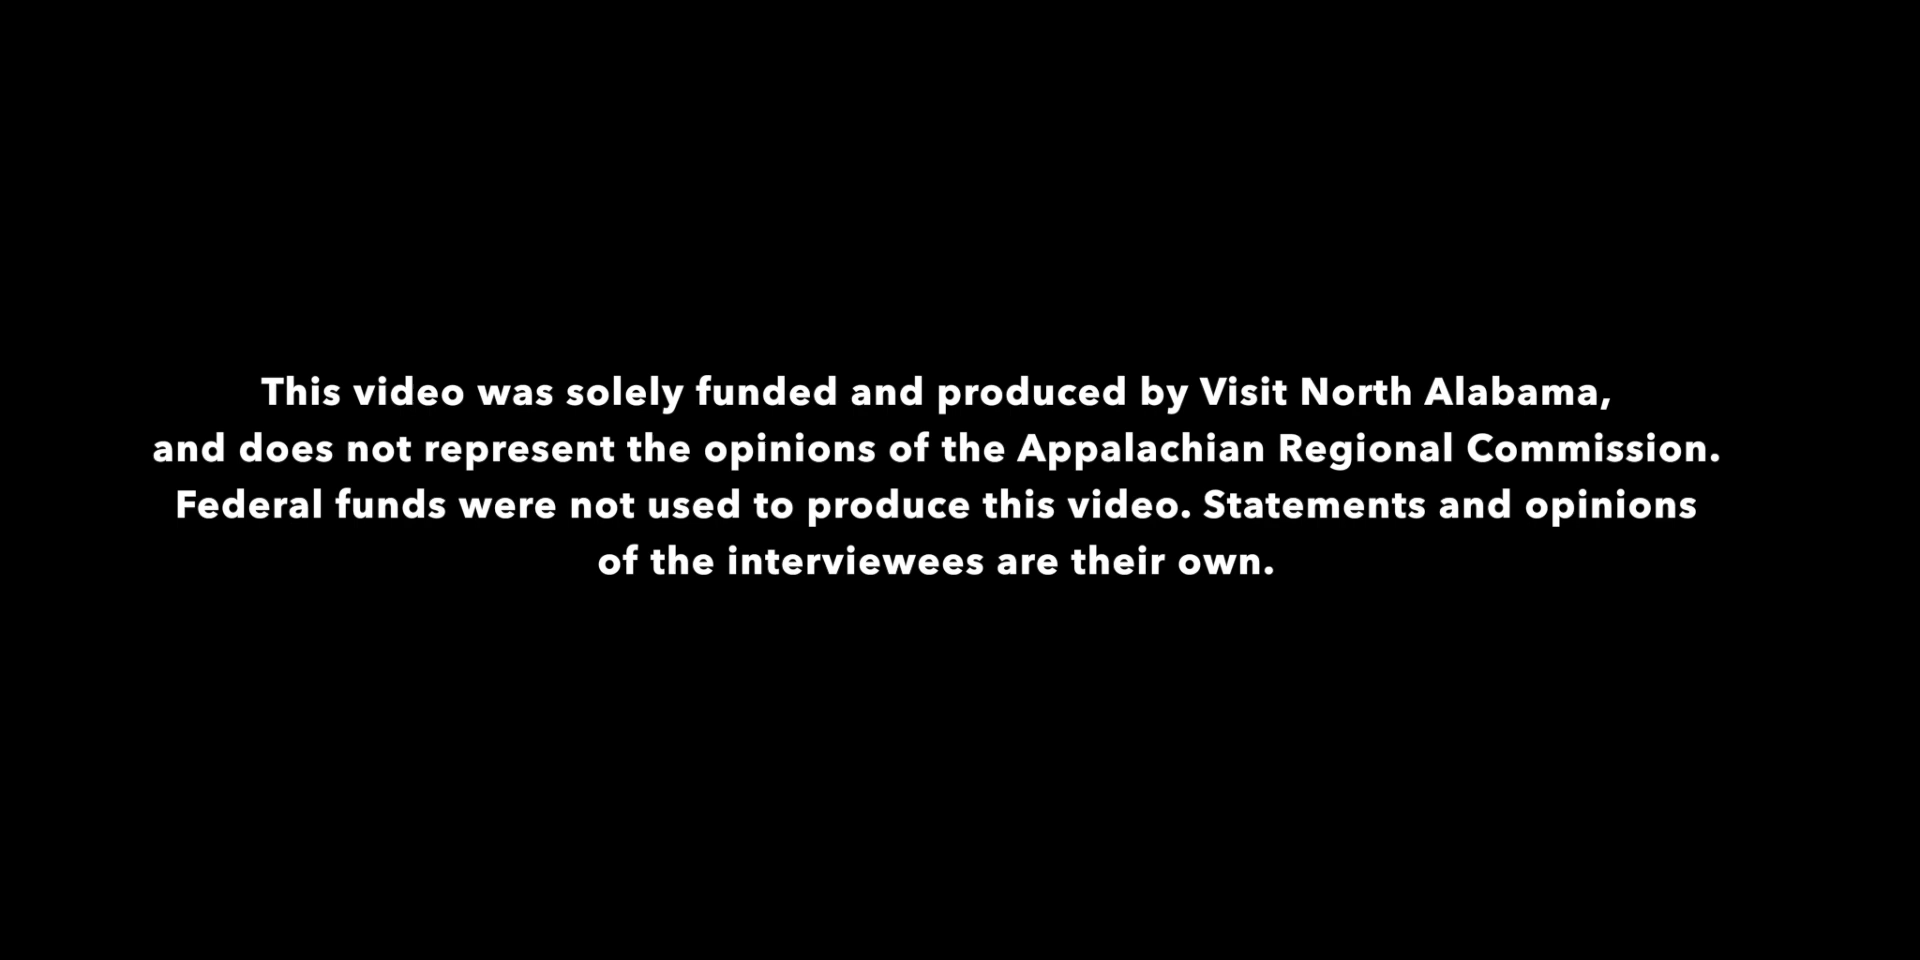 This video was solely funded and produced by Visit North Alabama,
and does not represent the opinions of the Appalachian Regional Commission.
Federal funds were not used to produce this video. Statements and opinions
of the interviewees are their own.